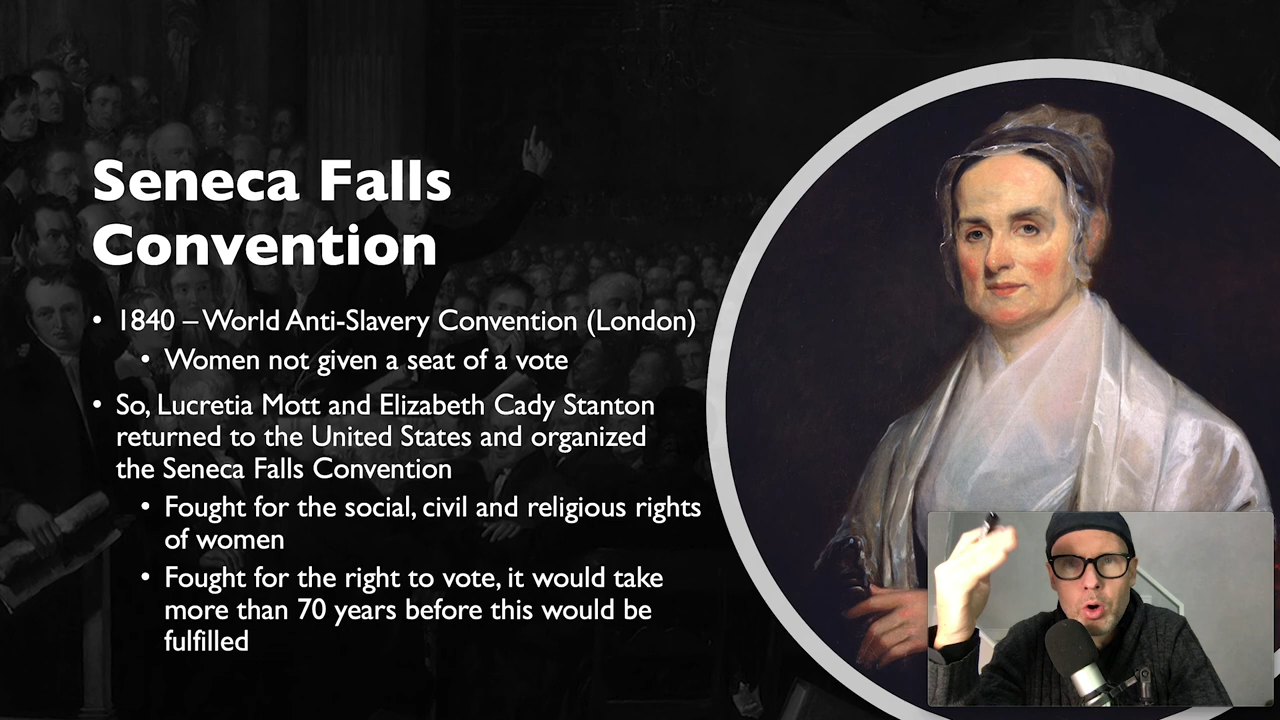 Seneca Falls
Convention
• 1840 – World Anti-Slavery Convention (London)
• Women not given a seat of a vote
• So, Lucretia Mott and Elizabeth Cady Stanton
returned to the United States and organized
the Seneca Falls Convention
• Fought for the social, civil and religious rights
of women
• Fought for the right to vote, it would take
more than 70 years before this would be
fulfilled